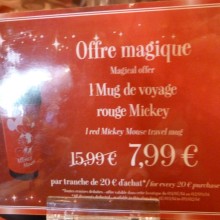 Offre magique
Magical offer
1 Mug de voyage
rouge Mickey
1 red Mickey Mouse travel mug
15,99 € 7,99 €
par tranche de 20 € d'achat* / for every 20 € purchase